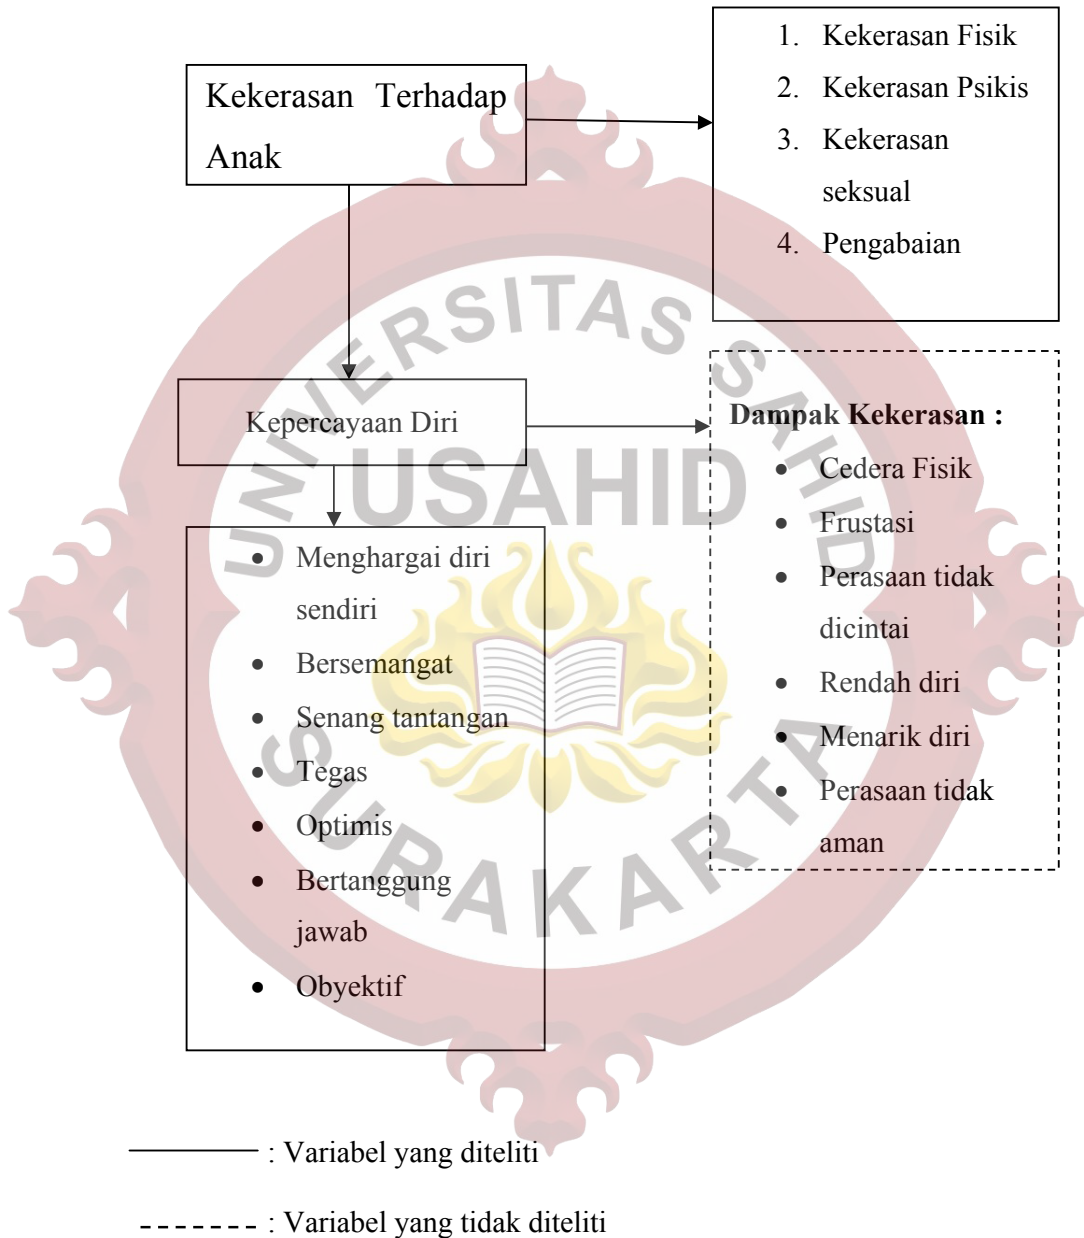 Kekerasan Terhadap
Anak
1. Kekerasan Fisik
2. Kekerasan Psikis
3. Kekerasan
seksual
4. Pengabaian
Kepercayaan Diri
Dampak Kekerasan :
• Cedera Fisik
• Frustasi
• Perasaan tidak
dicintai
• Rendah diri
• Menarik diri
• Perasaan tidak
aman
• Menghargai diri
sendiri
• Bersemangat
• Senang tantangan
• Tegas
• Optimis
• Bertanggung
jawab
• Obyektif
UNIVERSITAS SAHID
USAHID
SURAKARTA
: Variabel yang diteliti
: Variabel yang tidak diteliti